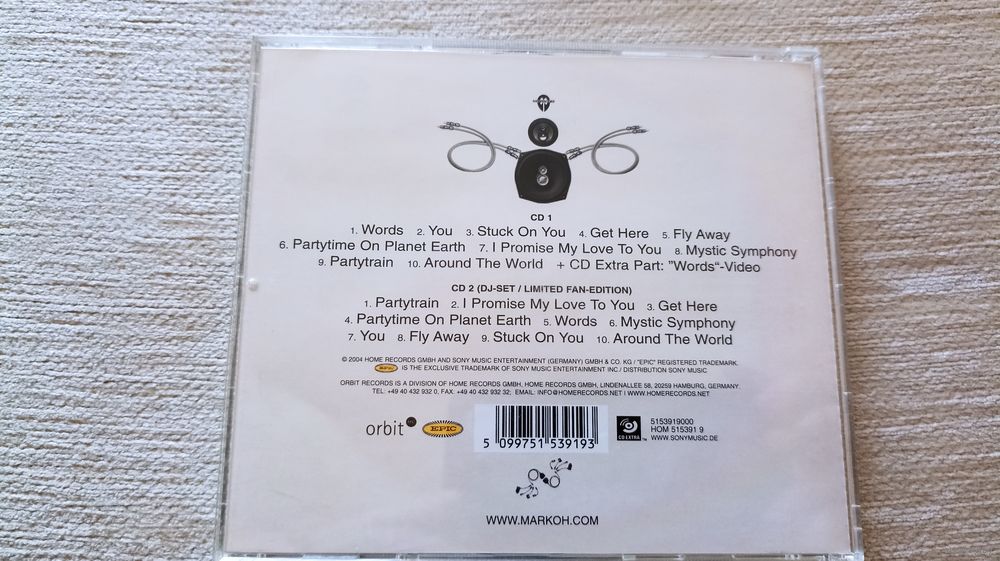 CD 1
1. Words 2. You 3. Stuck On You 4. Get Here 5. Fly Away
6. Partytime On Planet Earth 7. I Promise My Love To You 8. Mystic Symphony
9. Partytrain 10. Around The World + CD Extra Part: ”Words“-Video
CD 2 (DJ-SET / LIMITED FAN-EDITION)
1. Partytrain 2. I Promise My Love To You 3. Get Here
4. Partytime On Planet Earth 5. Words 6. Mystic Symphony
7. You 8. Fly Away 9. Stuck On You 10. Around The World
© 2004 HOME RECORDS GMBH AND SONY MUSIC ENTERTAINMENT (GERMANY) GMBH & CO. KG / "EPIC" REGISTERED TRADEMARK.
EPIC IS THE EXCLUSIVE TRADEMARK OF SONY MUSIC ENTERTAINMENT INC / DISTRIBUTION SONY MUSIC
ORBIT RECORDS IS A DIVISION OF HOME RECORDS GMBH, HOME RECORDS GMBH, LINDENALLEE 58, 20259 HAMBURG, GERMANY.
TEL: +49 40 432 932 0, FAX: +49 40 432 932 32; EMAIL: INFO@HOMERECORDS.NET | WWW.HOMERECORDS.NET
orbit EPIC
5 099751 539193
CD EXTRA
5153919000
HOM 515391 9
WWW.SONYMUSIC.DE
WWW.MARKOH.COM